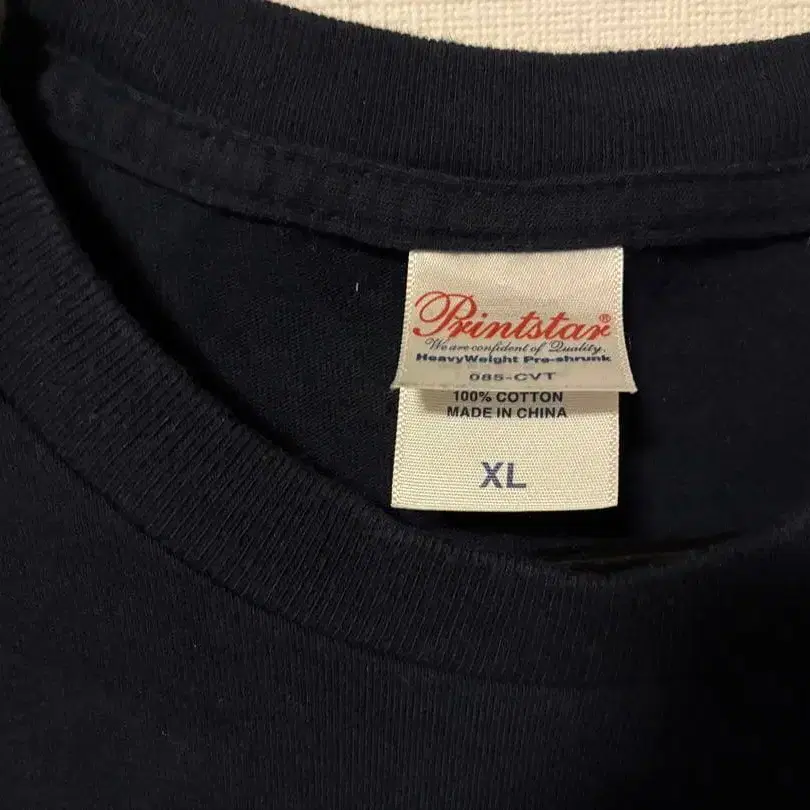 Printstar®
We are confident of Quality.
HeavyWeight Pre-shrunk
085-CVT
100% COTTON
MADE IN CHINA
XL